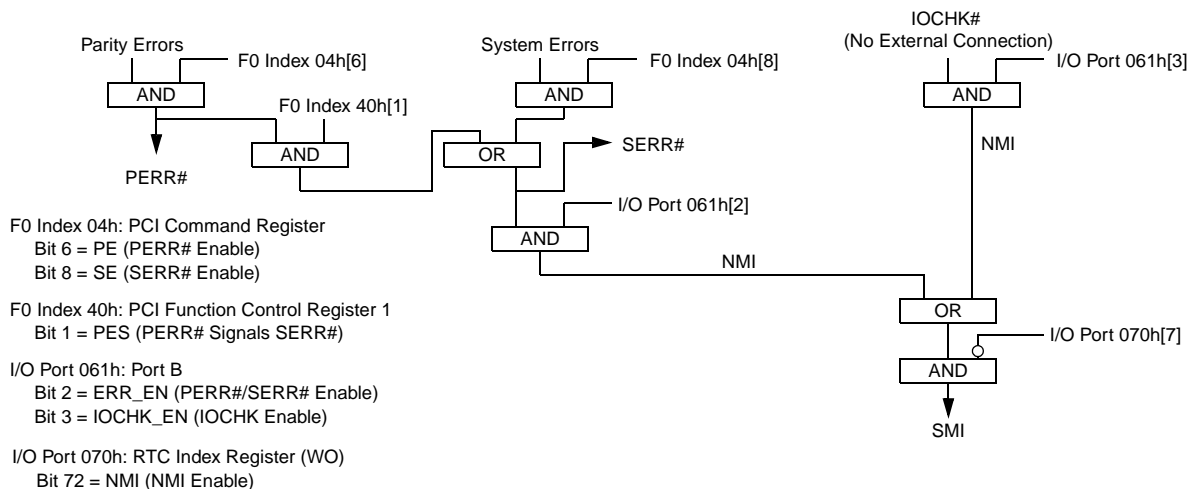 IOCHK#
(No External Connection)
Parity Errors
System Errors
F0 Index 04h[6]
F0 Index 04h[8]
I/O Port 061h[3]
AND
AND
AND
F0 Index 40h[1]
AND
OR
SERR#
NMI
PERR#
I/O Port 061h[2]
AND
NMI
F0 Index 04h: PCI Command Register
Bit 6 = PE (PERR# Enable)
Bit 8 = SE (SERR# Enable)
F0 Index 40h: PCI Function Control Register 1
Bit 1 = PES (PERR# Signals SERR#)
OR
I/O Port 070h[7]
AND
I/O Port 061h: Port B
Bit 2 = ERR_EN (PERR#/SERR# Enable)
Bit 3 = IOCHK_EN (IOCHK Enable)
SMI
I/O Port 070h: RTC Index Register (WO)
Bit 72 = NMI (NMI Enable)